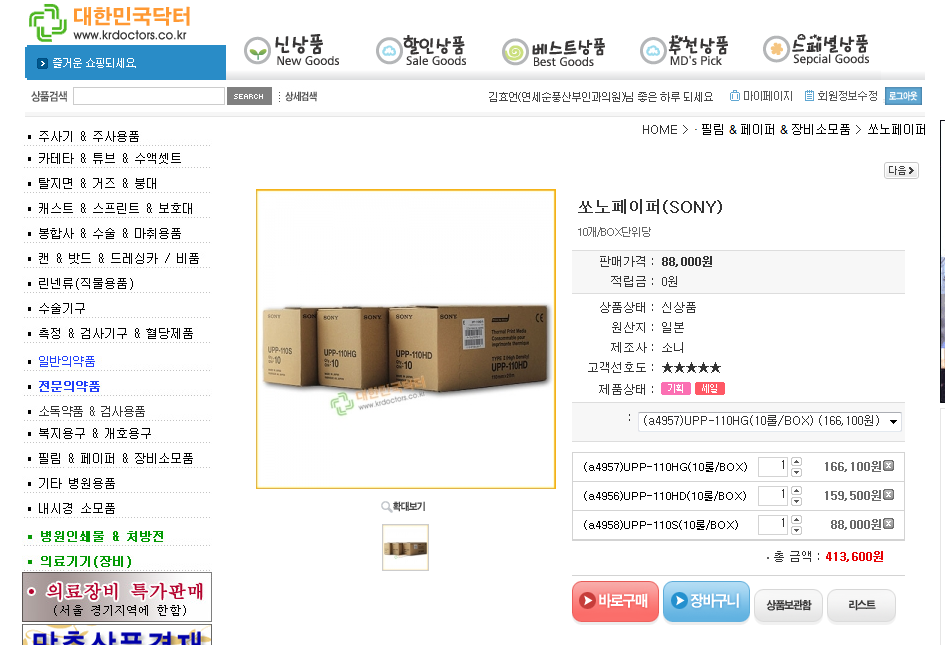 대한민국닥터
www.krdoctors.co.kr
즐거운 쇼핑되세요.
신상품
New Goods
할인상품
Sale Goods
베스트상품
Best Goods
추천상품
MD's Pick
스페셜상품
Sepcial Goods
상품검색
SEARCH
상세검색
김효언(연세순풍산부인과의원)님 좋은 하루 되세요
마이페이지
회원정보수정
로그아웃
HOME > · 필림 & 페이퍼 & 장비소모품 > 쏘노페이퍼
주사기 & 주사용품
카테타 & 튜브 & 수액셋트
탈지면 & 거즈 & 붕대
캐스트 & 스프린트 & 보호대
봉합사 & 수술 & 마취용품
캔 & 밧드 & 드레싱카 / 비품
린넨류(직물용품)
수술기구
측정 & 검사기구 & 혈당제품
일반의약품
전문의약품
소독약품 & 검사용품
복지용구 & 개호용구
필림 & 페이퍼 & 장비소모품
기타 병원용품
내시경 소모품
병원인쇄물 & 처방전
의료기기(장비)
• 의료장비 특가판매
(서울 경기지역에 한함)
맞춤상품결재
다음
SONY
SONY
SONY
SONY
UPP-110S
10
UPP-110HG
10
UPP-110HD
10
UPP-110HD
대한민국닥터
www.krdoctors.co.kr
확대보기
쏘노페이퍼(SONY)
10개/BOX단위당
판매가격 : 88,000원
적립금 : 0원
상품상태 : 신상품
원산지 : 일본
제조사 : 소니
고객선호도 : ★★★★★
제품상태 : 기획 세일
: (a4957)UPP-110HG(10롤/BOX) (166,100원)
(a4957)UPP-110HG(10롤/BOX) 1 166,100원
(a4956)UPP-110HD(10롤/BOX) 1 159,500원
(a4958)UPP-110S(10롤/BOX) 1 88,000원
· 총 금액 : 413,600원
바로구매
장비구니
상품보관함
리스트